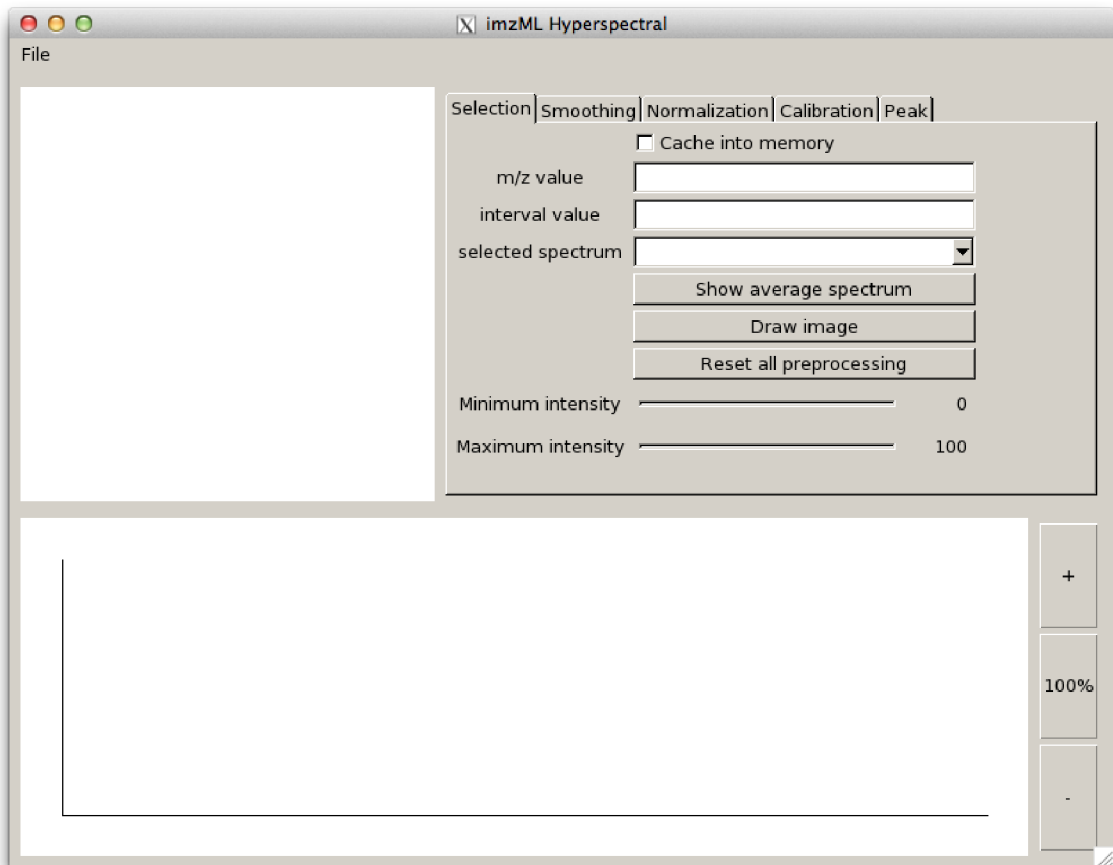 imzML Hyperspectral
File
Selection Smoothing Normalization Calibration Peak
Cache into memory
m/z value
interval value
selected spectrum
Show average spectrum
Draw image
Reset all preprocessing
Minimum intensity 0
Maximum intensity 100
+
100%
-